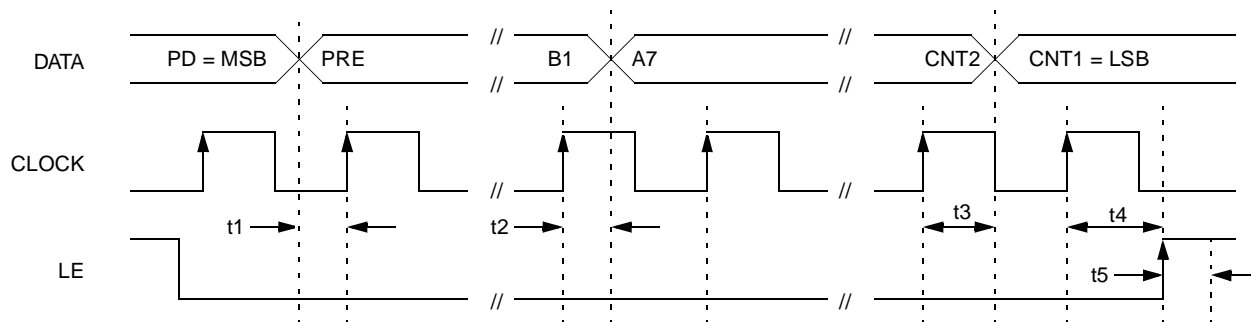 DATA PD = MSB PRE // B1 A7 // CNT2 CNT1 = LSB
// //
CLOCK
// //
t1 t2 t3 t4
LE
t5
// //